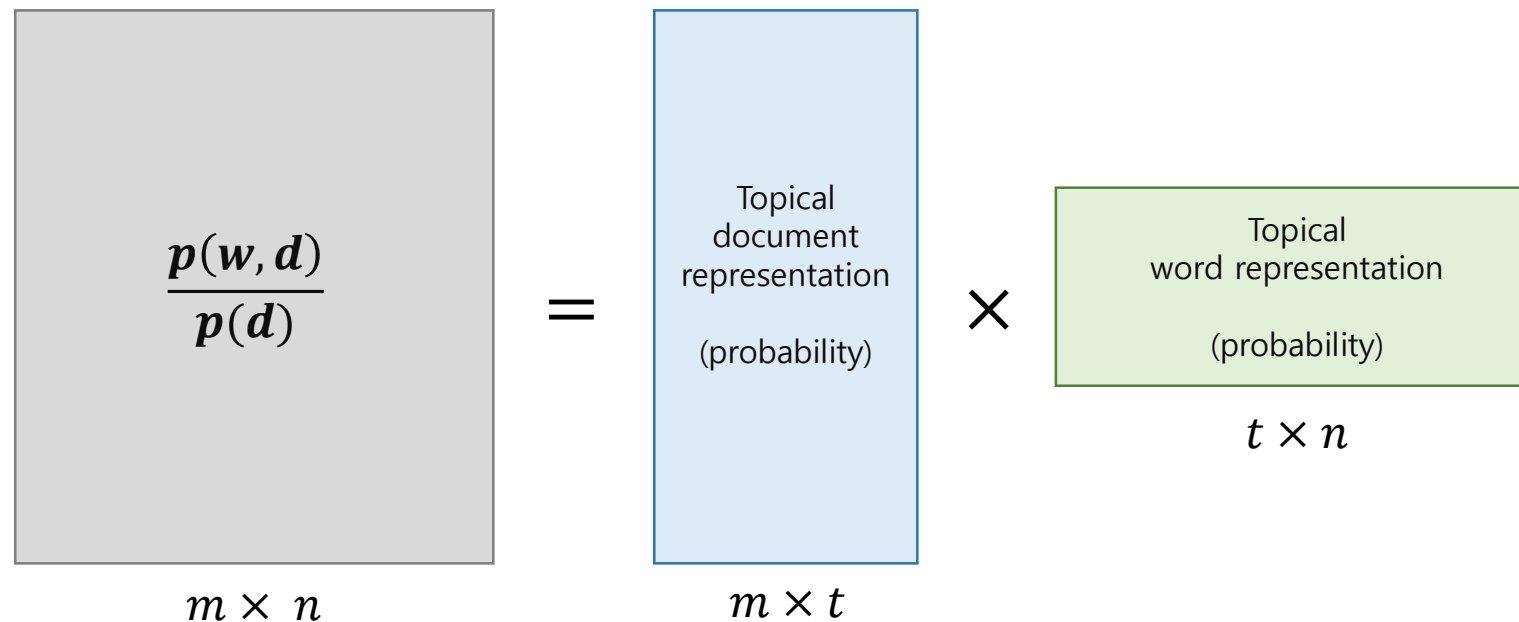 p(w, d)
p(d)
=
Topical
document
representation
(probability)
×
Topical
word representation
(probability)
t × n
m × n
m × t